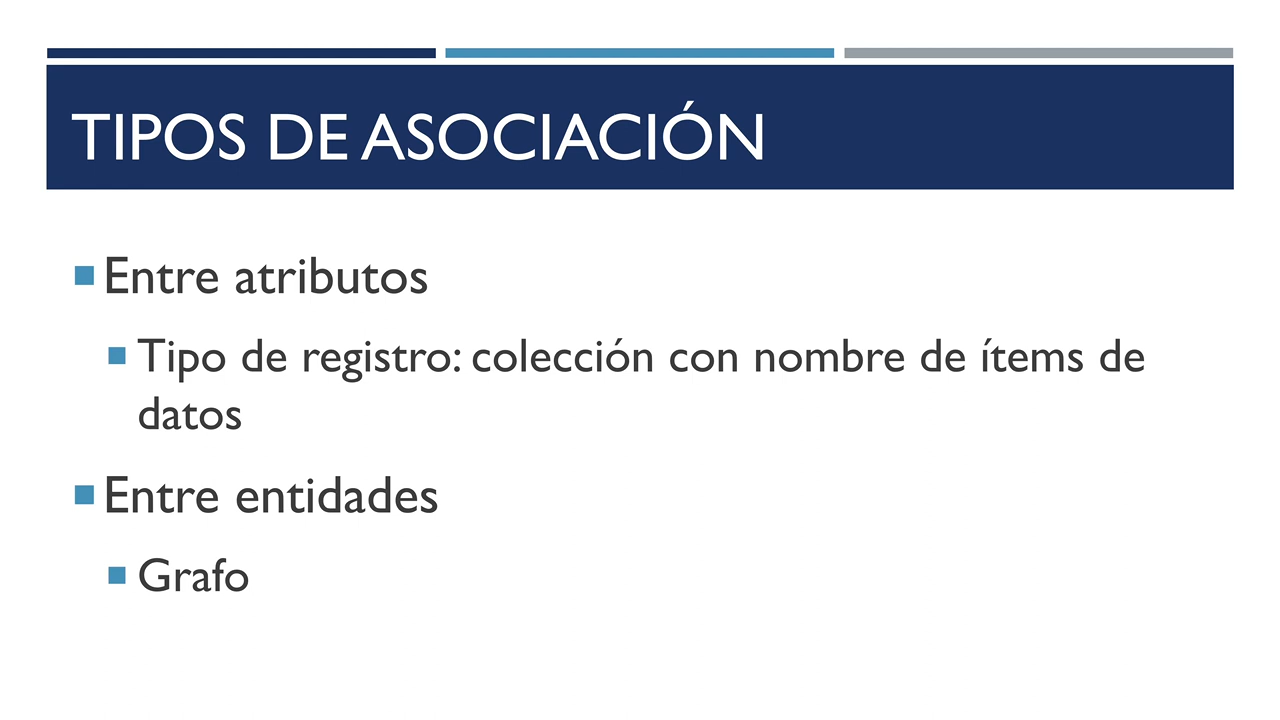 TIPOS DE ASOCIACIÓN
Entre atributos
Tipo de registro: colección con nombre de ítems de
datos
Entre entidades
Grafo